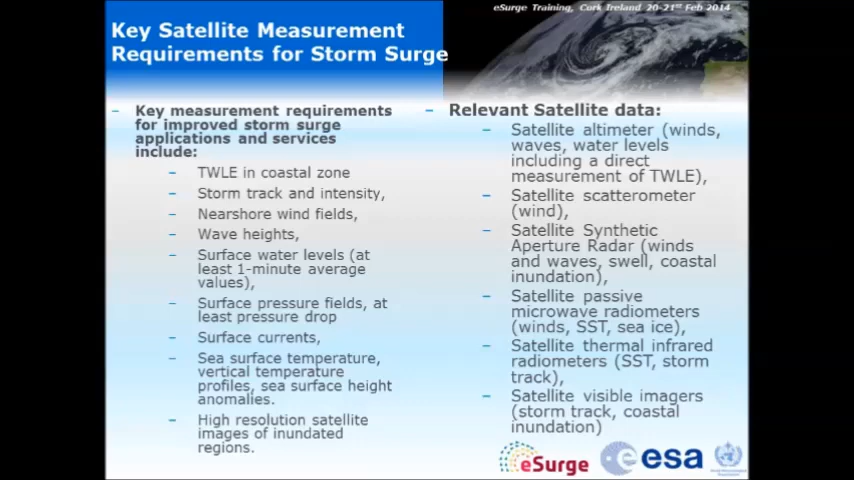 eSurge Training, Cork Ireland 20-21st Feb 2014
Key Satellite Measurement
Requirements for Storm Surge
– Key measurement requirements
for improved storm surge
applications and services
include:
– TWLE in coastal zone
– Storm track and intensity,
– Nearshore wind fields,
– Wave heights,
– Surface water levels (at
least 1-minute average
values),
– Surface pressure fields, at
least pressure drop
– Surface currents,
– Sea surface temperature,
vertical temperature
profiles, sea surface height
anomalies.
– High resolution satellite
images of inundated
regions.
– Relevant Satellite data:
– Satellite altimeter (winds,
waves, water levels
including a direct
measurement of TWLE),
– Satellite scatterometer
(wind),
– Satellite Synthetic
Aperture Radar (winds
and waves, swell, coastal
inundation),
– Satellite passive
microwave radiometers
(winds, SST, sea ice),
– Satellite thermal infrared
radiometers (SST, storm
track),
– Satellite visible imagers
(storm track, coastal
inundation)
eSurge
esa